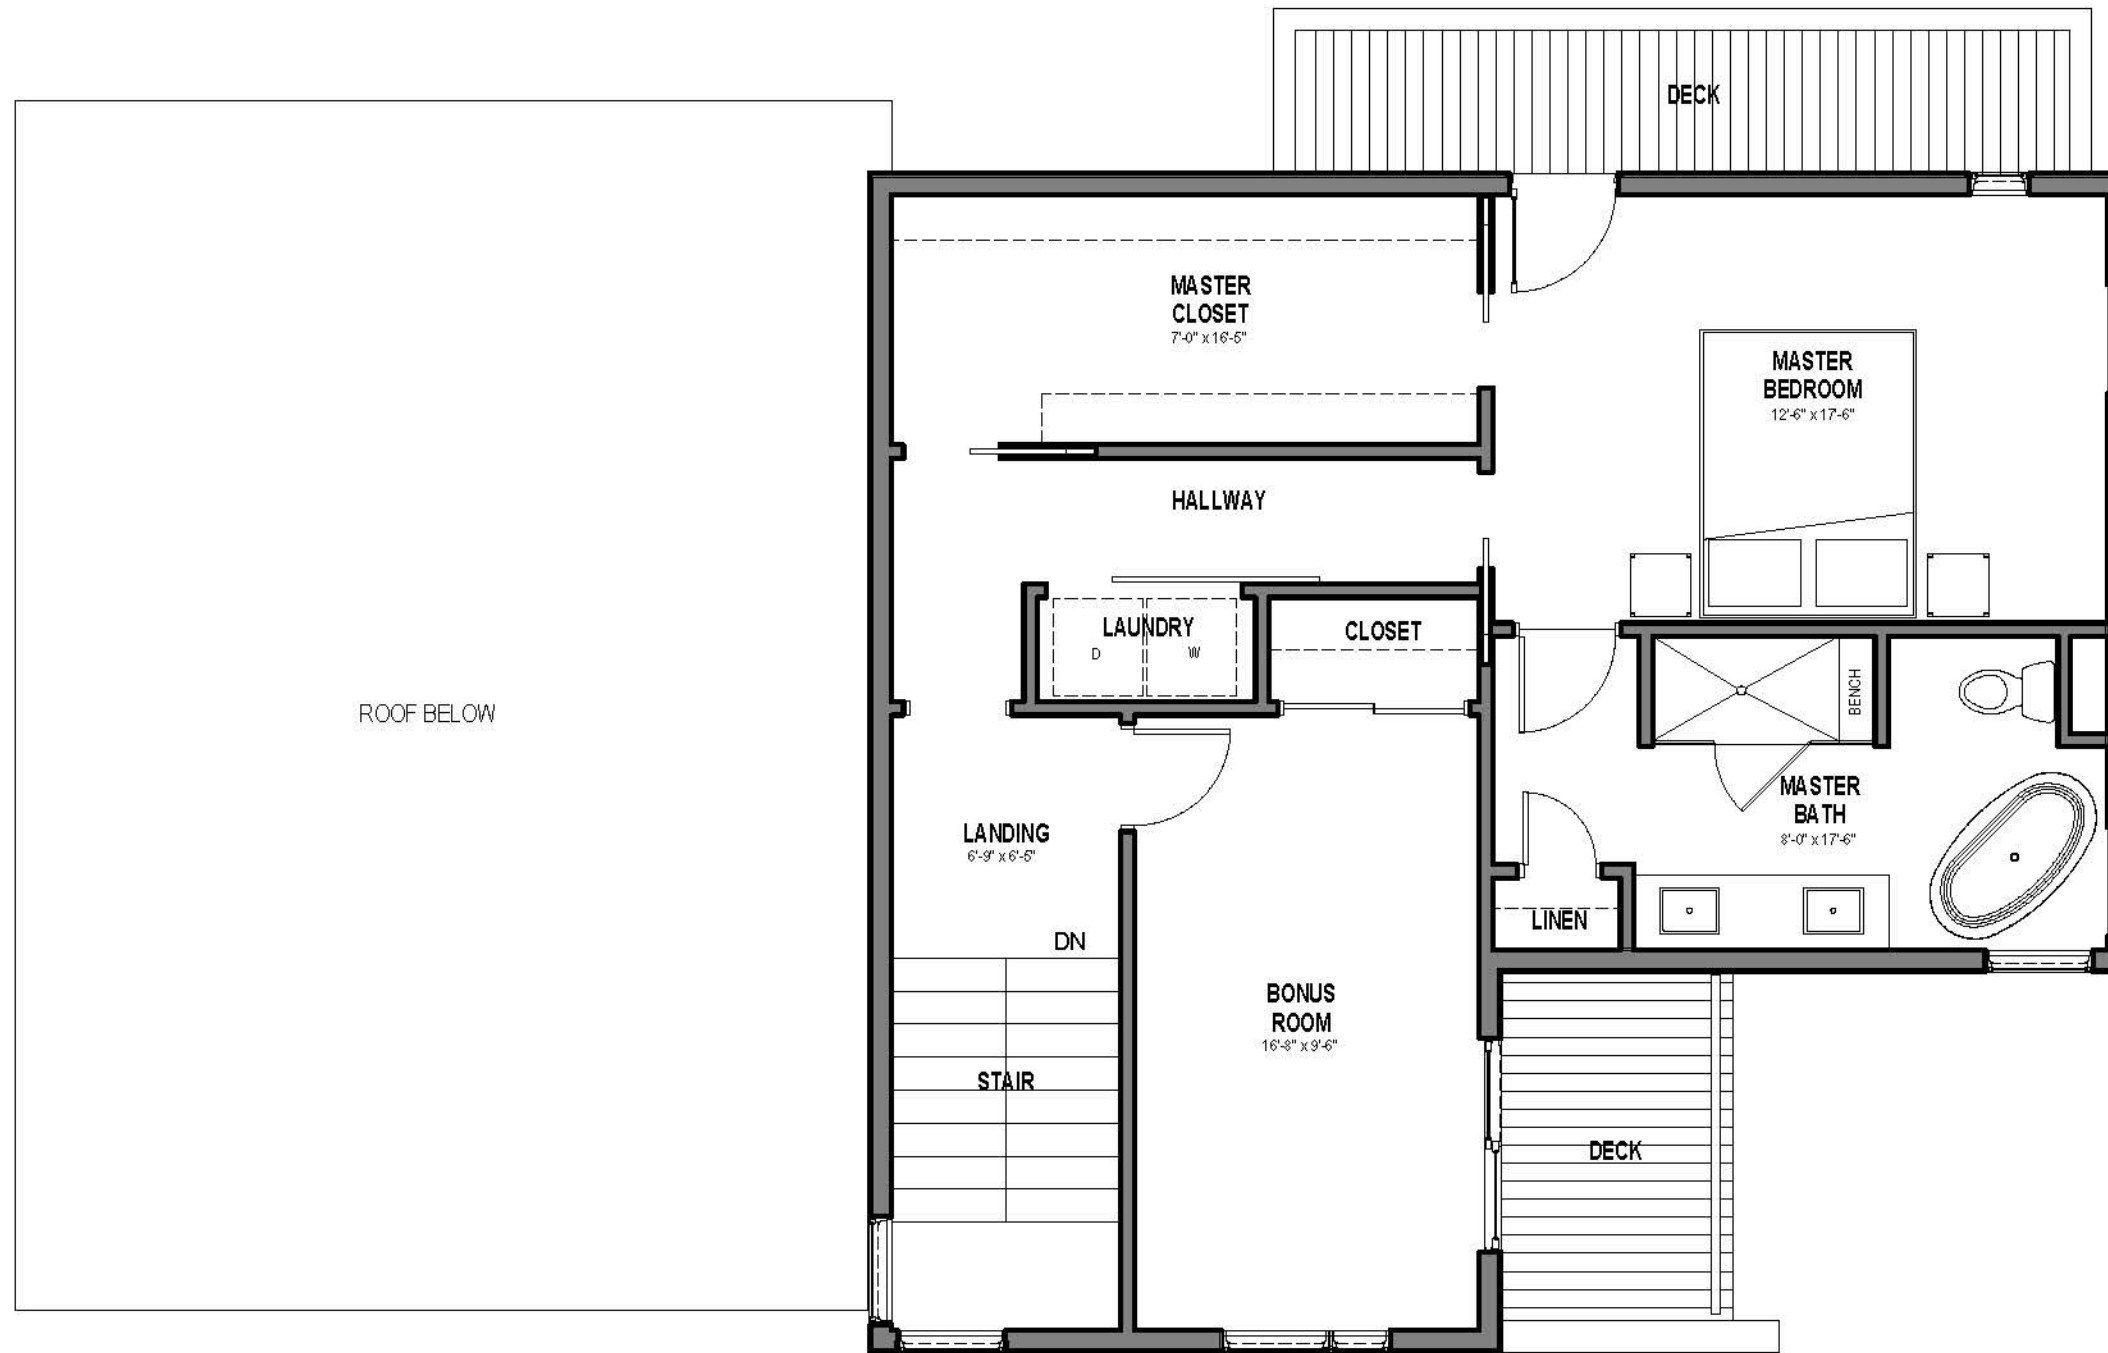 DECK
MASTER
CLOSET
7'-0" x 16'-5"
MASTER
BEDROOM
12'-6" x 17'-6"
HALLWAY
LAUNDRY
D
W
CLOSET
BENCH
ROOF BELOW
MASTER
BATH
8'-0" x 17'-6"
LANDING
6'-9" x 6'-5"
LINEN
DN
BONUS
ROOM
16'-8" x 9'-6"
STAIR
DECK